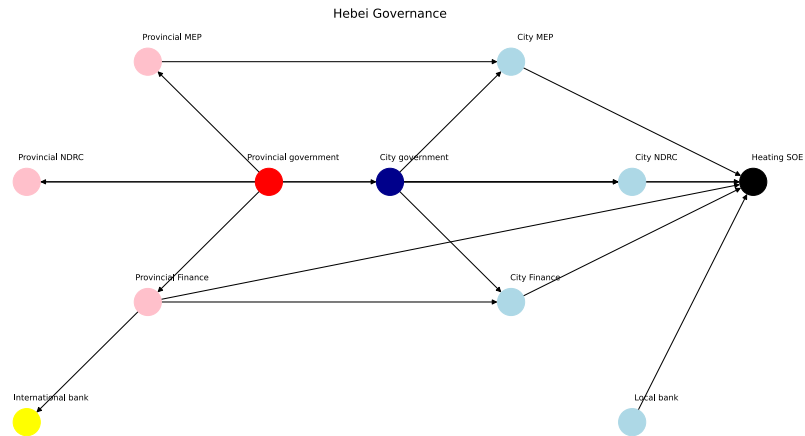 Hebei Governance
Provincial MEP
City MEP
Provincial NDRC
Provincial government
City government
City NDRC
Heating SOE
Provincial Finance
City Finance
International bank
Local bank